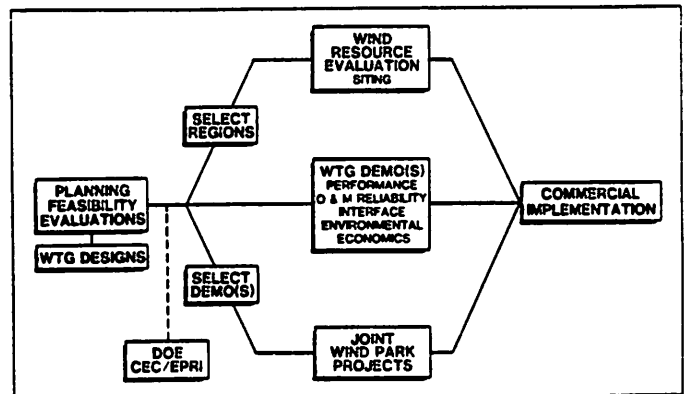 WIND
RESOURCE
EVALUATION
SITING
SELECT
REGIONS
PLANNING
FEASIBILITY
EVALUATIONS
WTG DESIGNS
WTG DEMO(S)
PERFORMANCE
O & M RELIABILITY
INTERFACE
ENVIRONMENTAL
ECONOMICS
COMMERCIAL
IMPLEMENTATION
SELECT
DEMO(S)
DOE
CEC/EPRI
JOINT
WIND PARK
PROJECTS